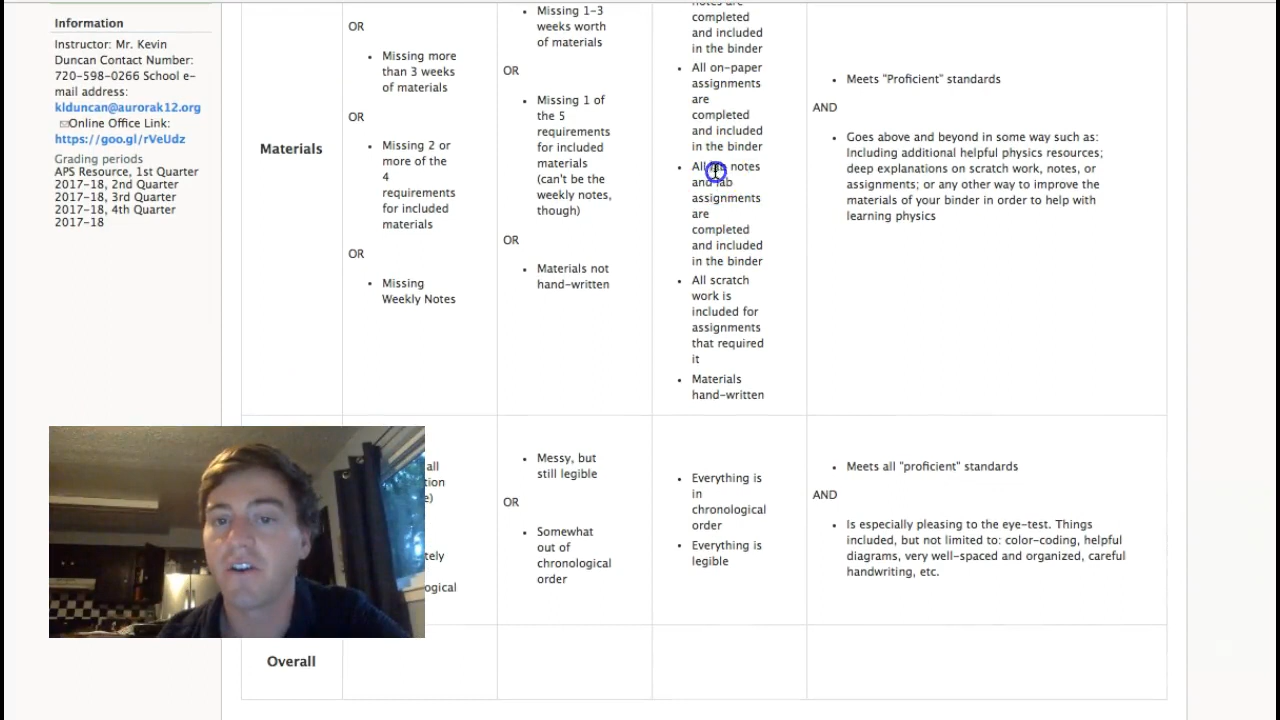 Information
Instructor: Mr. Kevin
Duncan Contact Number:
720-598-0266 School e-
mail address:
klduncan@aurorak12.org
Online Office Link:
https://goo.gl/rVeUdz
Grading periods
APS Resource, 1st Quarter
2017-18, 2nd Quarter
2017-18, 3rd Quarter
2017-18, 4th Quarter
2017-18
Materials
OR
Missing more
than 3 weeks
of materials
OR
Missing 2 or
more of the
4
requirements
for included
materials
OR
Missing
Weekly Notes
Missing 1-3
weeks worth
of materials
OR
Missing 1 of
the 5
requirements
for included
materials
(can't be the
weekly notes,
though)
OR
Materials not
hand-written
notes are
completed
and included
in the binder
All on-paper
assignments
are
completed
and included
in the binder
All lab notes
and lab
assignments
are
completed
and included
in the binder
All scratch
work is
included for
assignments
that required
it
Materials
hand-written
Meets "Proficient" standards
AND
Goes above and beyond in some way such as:
Including additional helpful physics resources;
deep explanations on scratch work, notes, or
assignments; or any other way to improve the
materials of your binder in order to help with
learning physics
all
Messy, but
still legible
OR
Somewhat
out of
chronological
order
Everything is
in
chronological
order
Everything is
legible
Meets all "proficient" standards
AND
Is especially pleasing to the eye-test. Things
included, but not limited to: color-coding, helpful
diagrams, very well-spaced and organized, careful
handwriting, etc.
Overall